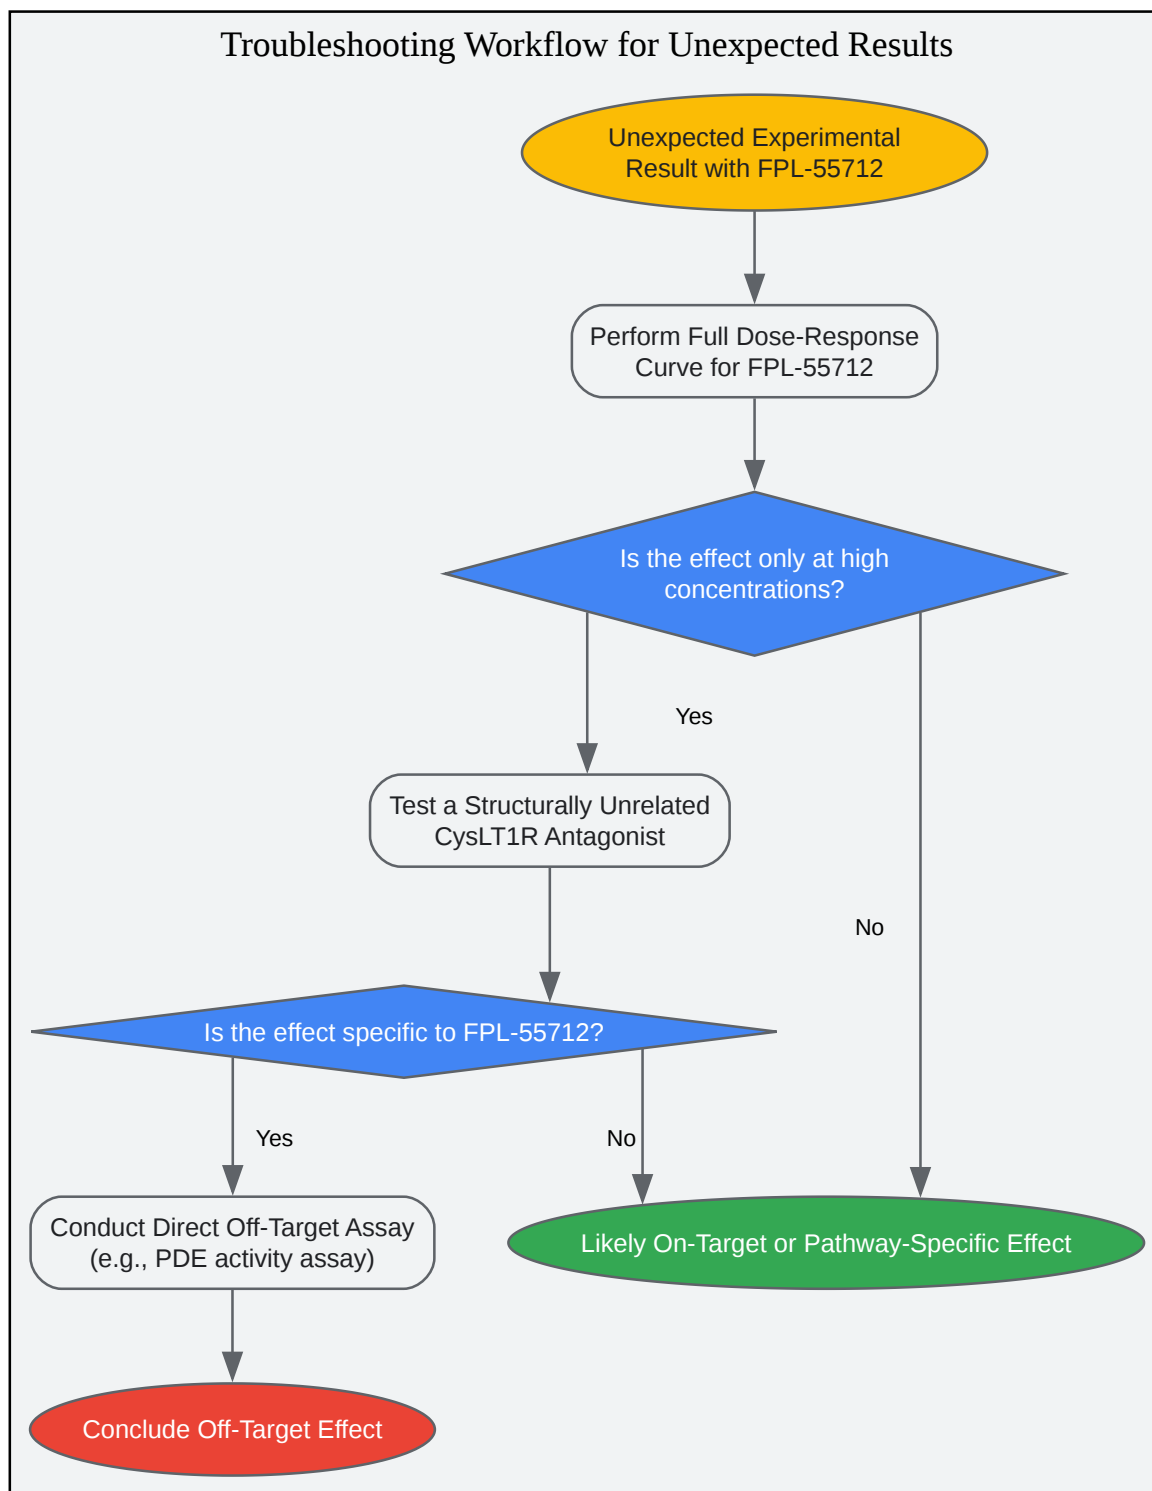 Troubleshooting Workflow for Unexpected Results
Unexpected Experimental
Result with FPL-55712
Perform Full Dose-Response
Curve for FPL-55712
Is the effect only at high
concentrations?
Yes
Test a Structurally Unrelated
CysLT1R Antagonist
No
Is the effect specific to FPL-55712?
Yes
No
Conduct Direct Off-Target Assay
(e.g., PDE activity assay)
Likely On-Target or Pathway-Specific Effect
Conclude Off-Target Effect